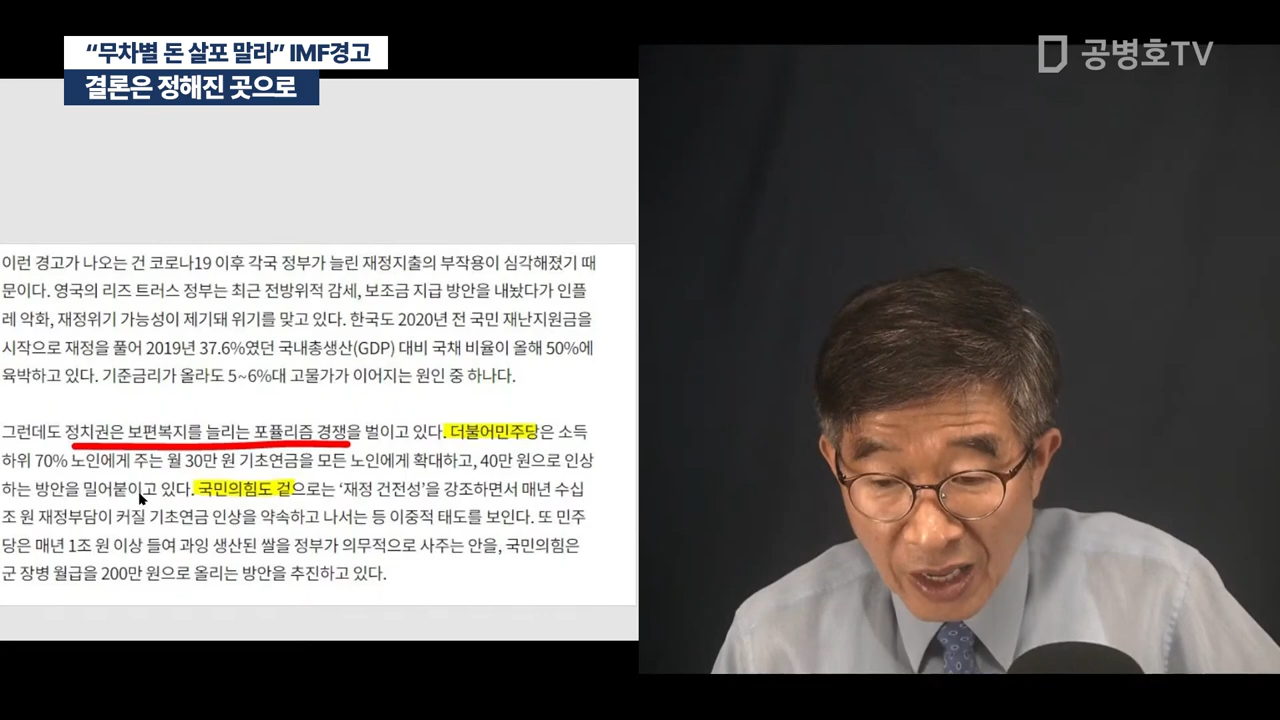 “무차별 돈 살포 말라” IMF경고
결론은 정해진 곳으로
공병호TV
이런 경고가 나오는 건 코로나19 이후 각국 정부가 늘린 재정지출의 부작용이 심각해졌기 때
문이다. 영국의 리즈 트러스 정부는 최근 전방위적 감세, 보조금 지급 방안을 내놨다가 인플
레 악화, 재정위기 가능성이 제기돼 위기를 맞고 있다. 한국도 2020년 전 국민 재난지원금을
시작으로 재정을 풀어 2019년 37.6%였던 국내총생산(GDP) 대비 국채 비율이 올해 50%에
육박하고 있다. 기준금리가 올라도 5~6%대 고물가가 이어지는 원인 중 하나다.
그런데도 정치권은 보편복지를 늘리는 포퓰리즘 경쟁을 벌이고 있다. 더불어민주당은 소득
하위 70% 노인에게 주는 월 30만 원 기초연금을 모든 노인에게 확대하고, 40만 원으로 인상
하는 방안을 밀어붙이고 있다. 국민의힘도 겉으로는 ‘재정 건전성’을 강조하면서 매년 수십
조 원 재정부담이 커질 기초연금 인상을 약속하고 나서는 등 이중적 태도를 보인다. 또 민주
당은 매년 1조 원 이상 들여 과잉 생산된 쌀을 정부가 의무적으로 사주는 안을, 국민의힘은
군 장병 월급을 200만 원으로 올리는 방안을 추진하고 있다.